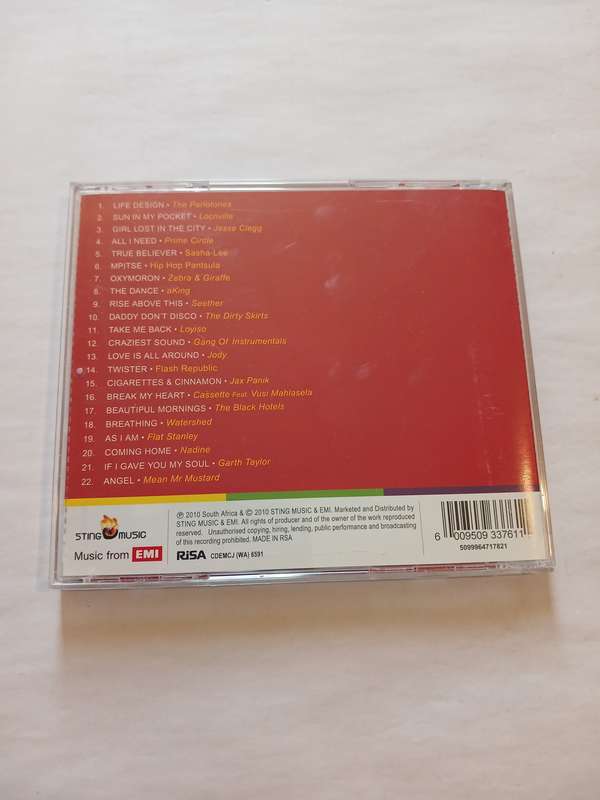 1. LIFE DESIGN • The Parlotones
2. SUN IN MY POCKET • Locnville
3. GIRL LOST IN THE CITY • Jesse Clegg
4. ALL I NEED • Prime Circle
5. TRUE BELIEVER • Sasha-Lee
6. MPITSE • Hip Hop Pantsula
7. OXYMORON • Zebra & Giraffe
8. THE DANCE • aKing
9. RISE ABOVE THIS • Seether
10. DADDY DON'T DISCO • The Dirty Skirts
11. TAKE ME BACK • Loyiso
12. CRAZIEST SOUND • Gang Of Instrumentals
13. LOVE IS ALL AROUND • Jody
14. TWISTER • Flash Republic
15. CIGARETTES & CINNAMON • Jax Panik
16. BREAK MY HEART • Cassette Feat. Vusi Mahlasela
17. BEAUTIFUL MORNINGS • The Black Hotels
18. BREATHING • Watershed
19. AS I AM • Flat Stanley
20. COMING HOME • Nadine
21. IF I GAVE YOU MY SOUL • Garth Taylor
22. ANGEL • Mean Mr Mustard
STING MUSIC
Music from EMI
RiSA
℗ 2010 South Africa & © 2010 STING MUSIC & EMI. Marketed and Distributed by
STING MUSIC & EMI. All rights of producer and of the owner of the work reproduced
reserved. Unauthorised copying, hiring, lending, public performance and broadcasting
of this recording prohibited. MADE IN RSA
CDEMCJ (WA) 6591
6 009509 337611
5099964717821